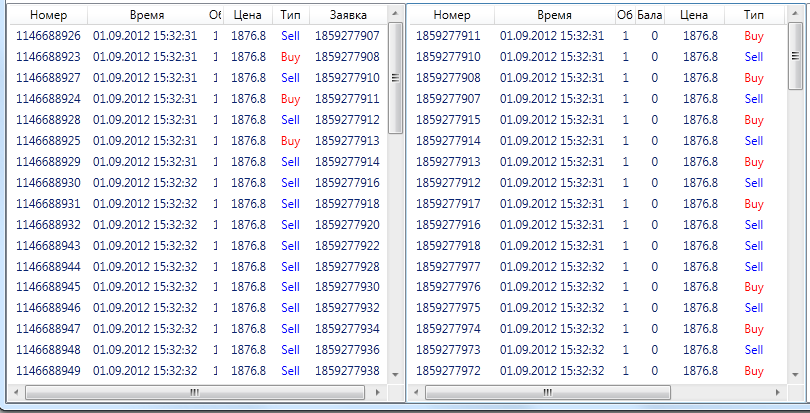 Номер Время Об Цена Тип Заявка
1146688926 01.09.2012 15:32:31 1 1876.8 Sell 1859277907
1146688923 01.09.2012 15:32:31 1 1876.8 Buy 1859277908
1146688927 01.09.2012 15:32:31 1 1876.8 Sell 1859277910
1146688924 01.09.2012 15:32:31 1 1876.8 Buy 1859277911
1146688928 01.09.2012 15:32:31 1 1876.8 Sell 1859277912
1146688925 01.09.2012 15:32:31 1 1876.8 Buy 1859277913
1146688929 01.09.2012 15:32:31 1 1876.8 Sell 1859277914
1146688930 01.09.2012 15:32:32 1 1876.8 Sell 1859277916
1146688931 01.09.2012 15:32:32 1 1876.8 Sell 1859277918
1146688932 01.09.2012 15:32:32 1 1876.8 Sell 1859277920
1146688943 01.09.2012 15:32:32 1 1876.8 Sell 1859277922
1146688944 01.09.2012 15:32:32 1 1876.8 Sell 1859277928
1146688945 01.09.2012 15:32:32 1 1876.8 Sell 1859277930
1146688946 01.09.2012 15:32:32 1 1876.8 Sell 1859277932
1146688947 01.09.2012 15:32:32 1 1876.8 Sell 1859277934
1146688948 01.09.2012 15:32:32 1 1876.8 Sell 1859277936
1146688949 01.09.2012 15:32:32 1 1876.8 Sell 1859277938
Номер Время Об Бала Цена Тип
1859277911 01.09.2012 15:32:31 1 0 1876.8 Buy
1859277910 01.09.2012 15:32:31 1 0 1876.8 Sell
1859277908 01.09.2012 15:32:31 1 0 1876.8 Buy
1859277907 01.09.2012 15:32:31 1 0 1876.8 Sell
1859277915 01.09.2012 15:32:31 1 0 1876.8 Buy
1859277914 01.09.2012 15:32:31 1 0 1876.8 Sell
1859277913 01.09.2012 15:32:31 1 0 1876.8 Buy
1859277912 01.09.2012 15:32:31 1 0 1876.8 Sell
1859277917 01.09.2012 15:32:31 1 0 1876.8 Buy
1859277916 01.09.2012 15:32:31 1 0 1876.8 Sell
1859277918 01.09.2012 15:32:31 1 0 1876.8 Sell
1859277977 01.09.2012 15:32:32 1 0 1876.8 Sell
1859277976 01.09.2012 15:32:32 1 0 1876.8 Buy
1859277975 01.09.2012 15:32:32 1 0 1876.8 Sell
1859277974 01.09.2012 15:32:32 1 0 1876.8 Buy
1859277973 01.09.2012 15:32:32 1 0 1876.8 Sell
1859277972 01.09.2012 15:32:32 1 0 1876.8 Buy